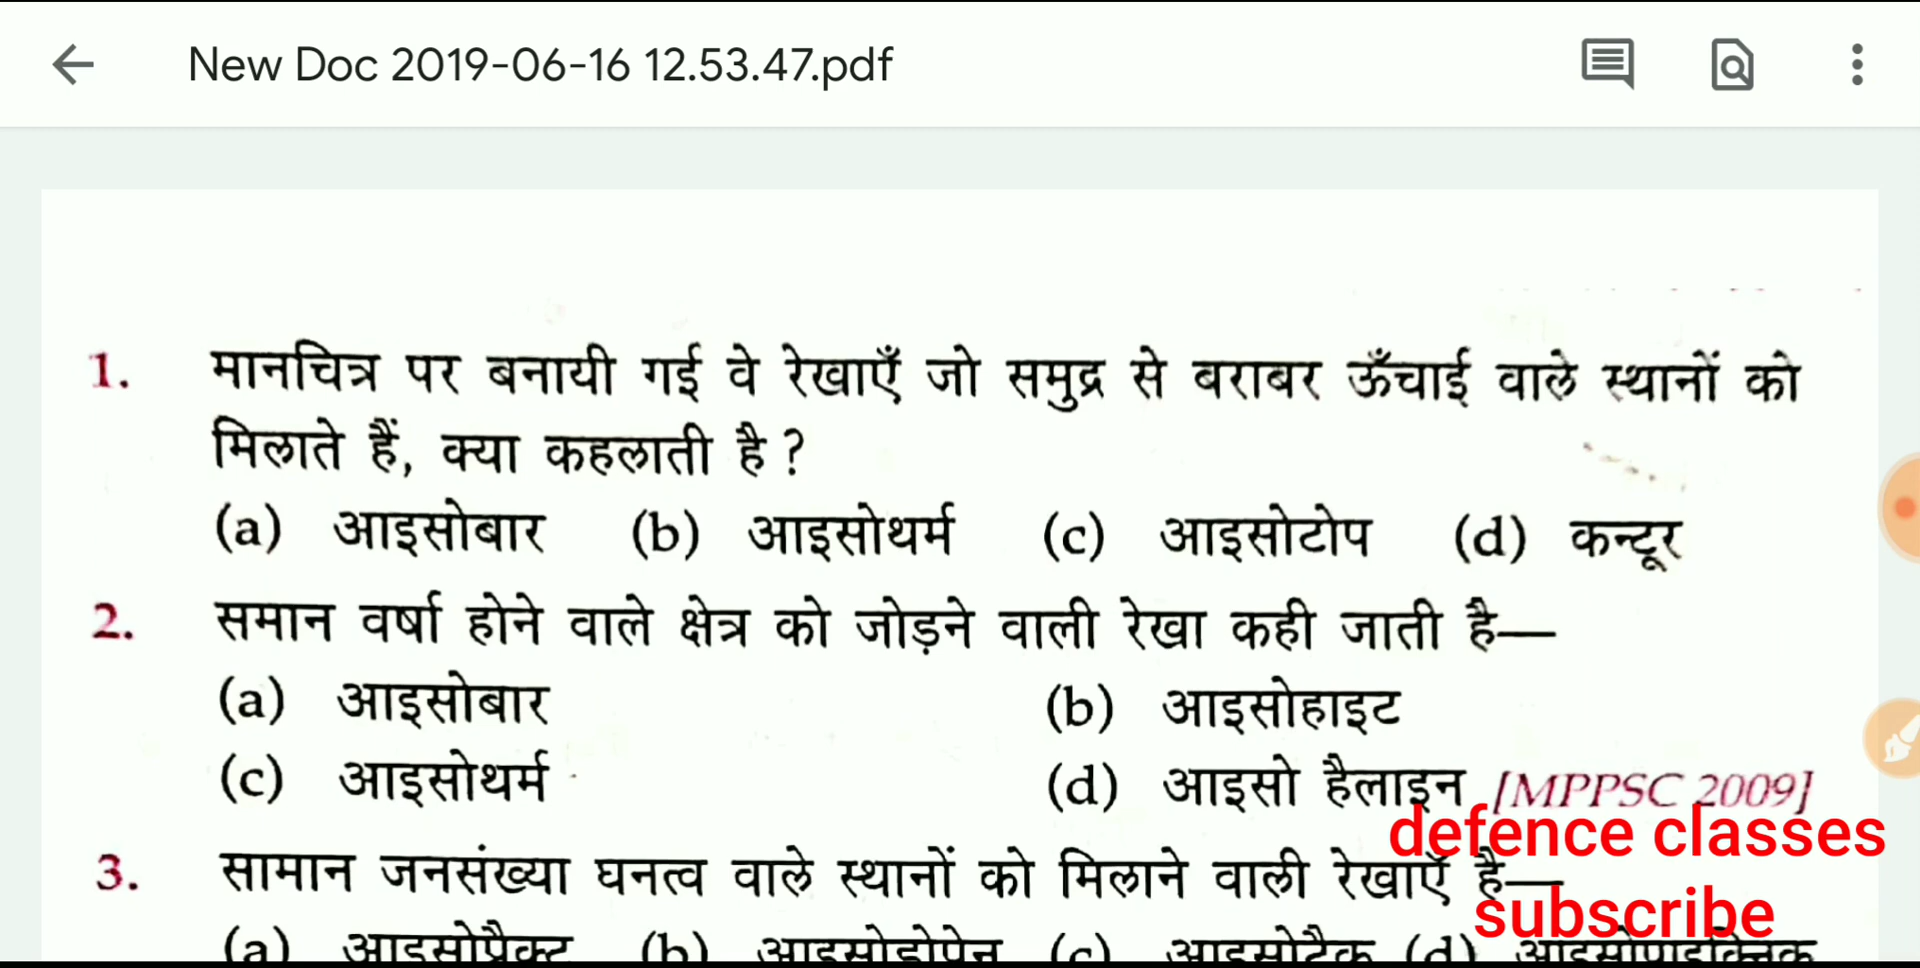 New Doc 2019-06-16 12.53.47.pdf
1. मानचित्र पर बनायी गई वे रेखाएँ जो समुद्र से बराबर ऊँचाई वाले स्थानों को
मिलाते हैं, क्या कहलाती है ?
(a) आइसोबार (b) आइसोथर्म (c) आइसोटोप (d) कन्टूर
2. समान वर्षा होने वाले क्षेत्र को जोड़ने वाली रेखा कही जाती है—
(a) आइसोबार (b) आइसोहाइट
(c) आइसोथर्म (d) आइसो हैलाइन [MPPSC 2009]
defence classes
3. सामान जनसंख्या घनत्व वाले स्थानों को मिलाने वाली रेखाएँ है—
subscribe
(a) (b) (c) (d)